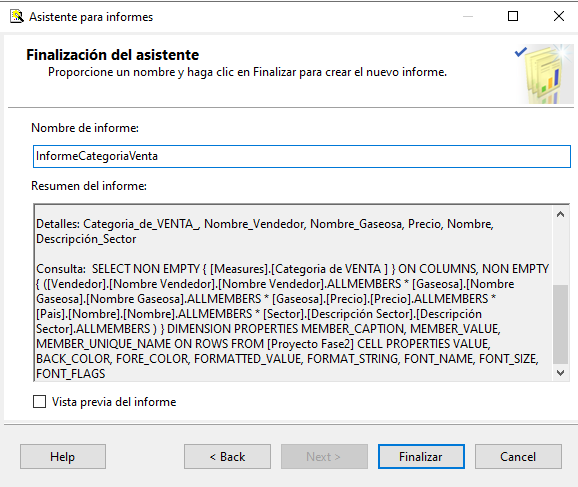 Asistente para informes
Finalización del asistente
Proporcione un nombre y haga clic en Finalizar para crear el nuevo informe.
Nombre de informe:
InformeCategoriaVenta
Resumen del informe:
Detalles: Categoria_de_VENTA_, Nombre_Vendedor, Nombre_Gaseosa, Precio, Nombre,
Descripción_Sector
Consulta:  SELECT NON EMPTY { [Measures].[Categoria de VENTA ] } ON COLUMNS, NON EMPTY
{ ([Vendedor].[Nombre Vendedor].[Nombre Vendedor].ALLMEMBERS * [Gaseosa].[Nombre
Gaseosa].[Nombre Gaseosa].ALLMEMBERS * [Gaseosa].[Precio].[Precio].ALLMEMBERS *
[Pais].[Nombre].[Nombre].ALLMEMBERS * [Sector].[Descripción Sector].[Descripción
Sector].ALLMEMBERS ) } DIMENSION PROPERTIES MEMBER_CAPTION, MEMBER_VALUE,
MEMBER_UNIQUE_NAME ON ROWS FROM [Proyecto Fase2] CELL PROPERTIES VALUE,
BACK_COLOR, FORE_COLOR, FORMATTED_VALUE, FORMAT_STRING, FONT_NAME, FONT_SIZE,
FONT_FLAGS
Vista previa del informe
Help
< Back
Next >
Finalizar
Cancel